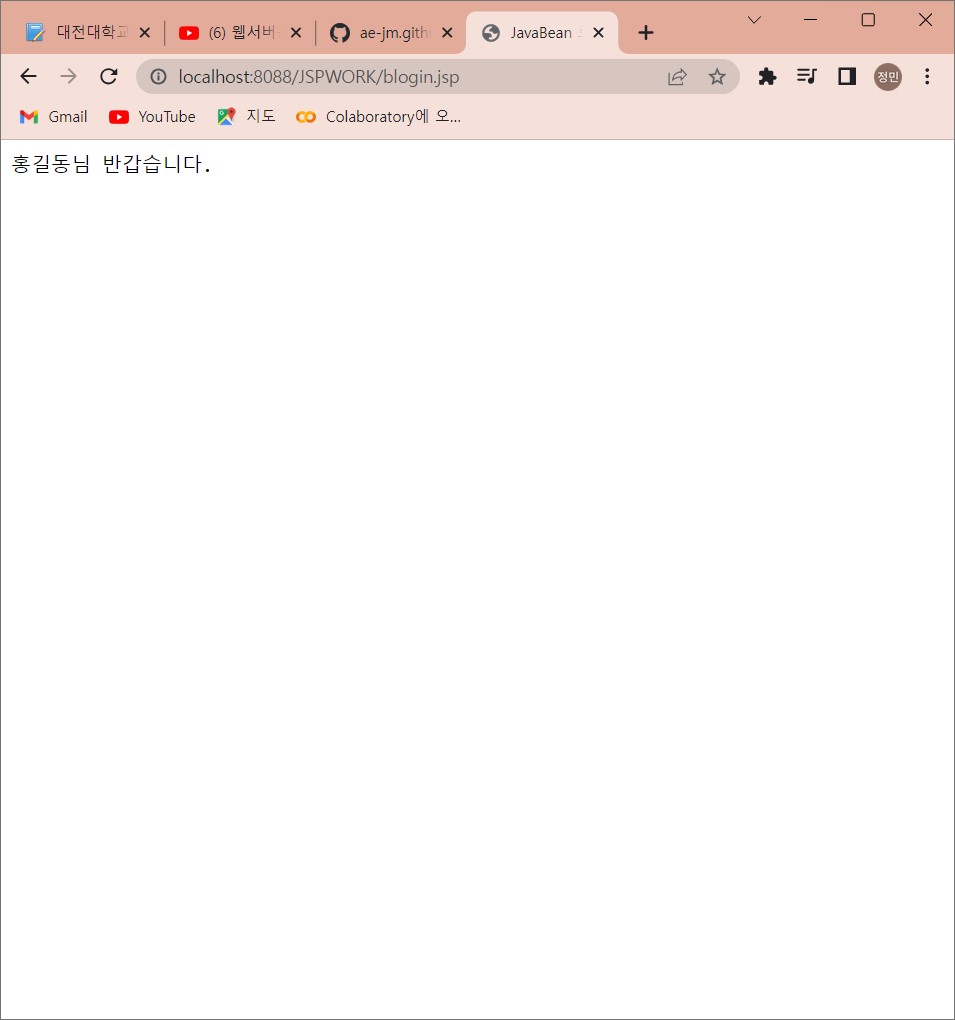 대전대학교
(6) 웹서버
ae-jm.gith
JavaBean
localhost:8088/JSPWORK/blogin.jsp
정민
Gmail
YouTube
지도
Colaboratory에 오...
홍길동님 반갑습니다.